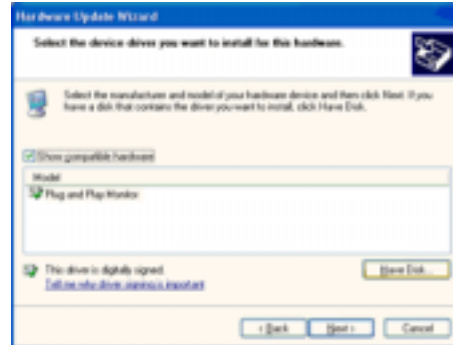 Hardware Update Wizard
Select the device driver you want to install for this hardware.
Select the manufacturer and model of your hardware device and then click Next. If you
have a disk that contains the driver you want to install, click Have Disk.
Show compatible hardware
Model
Plug and Play Monitor
This driver is digitally signed.
Tell me why driver signing is important
Have Disk...
< Back
Next >
Cancel